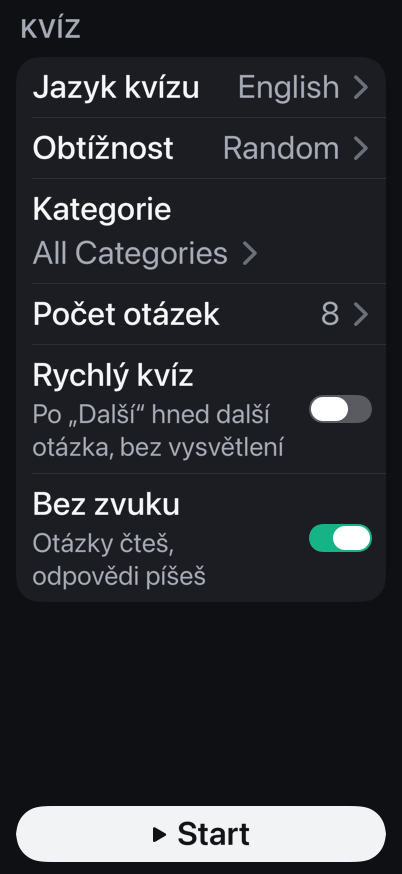 KVÍZ
Jazyk kvízu English
Obtížnost Random
Kategorie
All Categories
Počet otázek 8
Rychlý kvíz
Po „Další“ hned další
otázka, bez vysvětlení
Bez zvuku
Otázky čteš,
odpovědi píšeš
Start